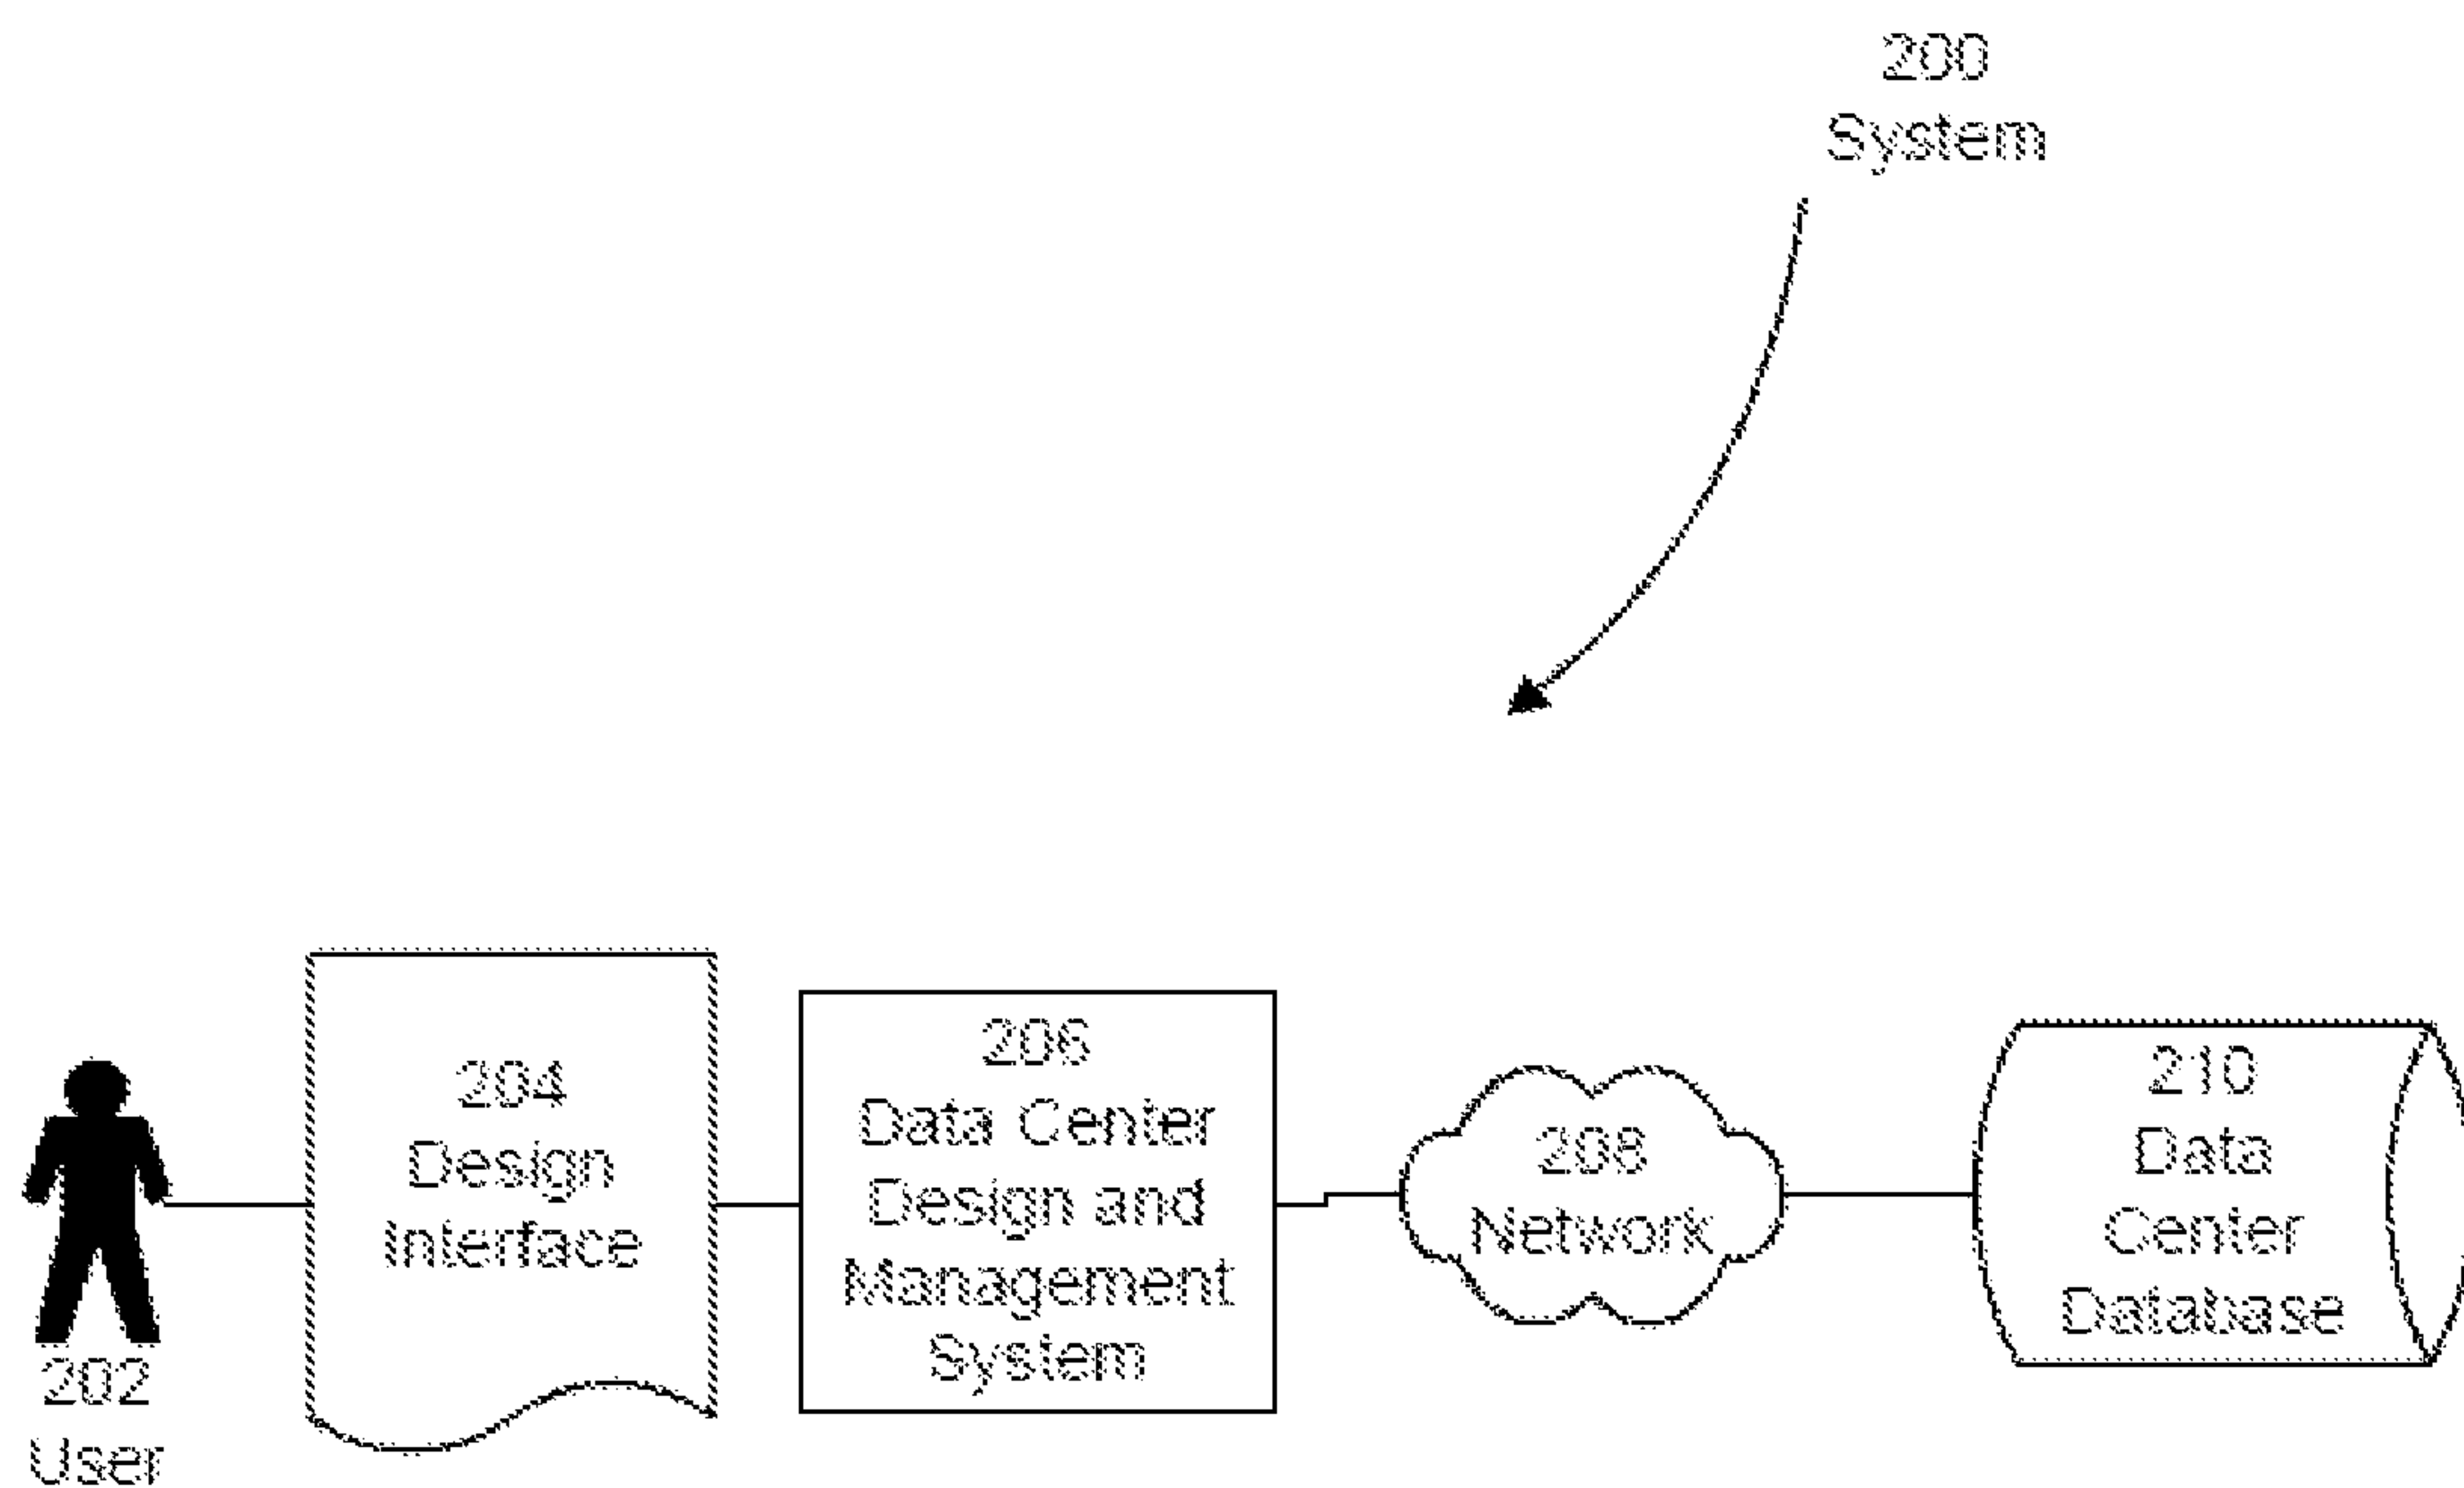 200
System
202
User
204
Design
Interface
206
Data Center
Design and
Management
System
208
Network
210
Data
Center
Database